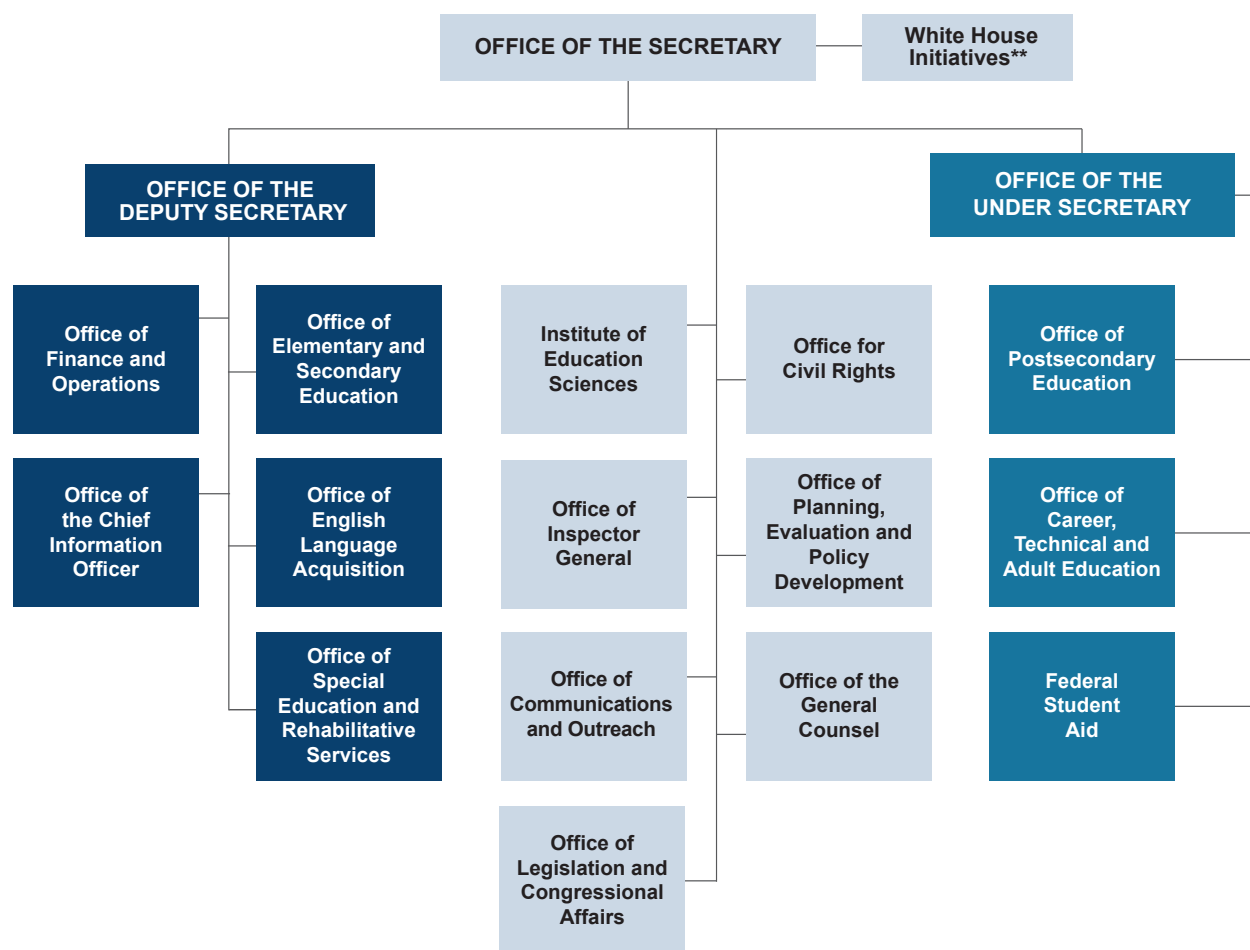 OFFICE OF THE SECRETARY
White House
Initiatives**
OFFICE OF THE
DEPUTY SECRETARY
OFFICE OF THE
UNDER SECRETARY
Office of
Finance and
Operations
Office of
Elementary and
Secondary
Education
Institute of
Education
Sciences
Office for
Civil Rights
Office of
Postsecondary
Education
Office of
the Chief
Information
Officer
Office of
English
Language
Acquisition
Office of
Inspector
General
Office of
Planning,
Evaluation and
Policy
Development
Office of
Career,
Technical and
Adult Education
Office of
Special
Education and
Rehabilitative
Services
Office of
Communications
and Outreach
Office of the
General
Counsel
Federal
Student
Aid
Office of
Legislation and
Congressional
Affairs